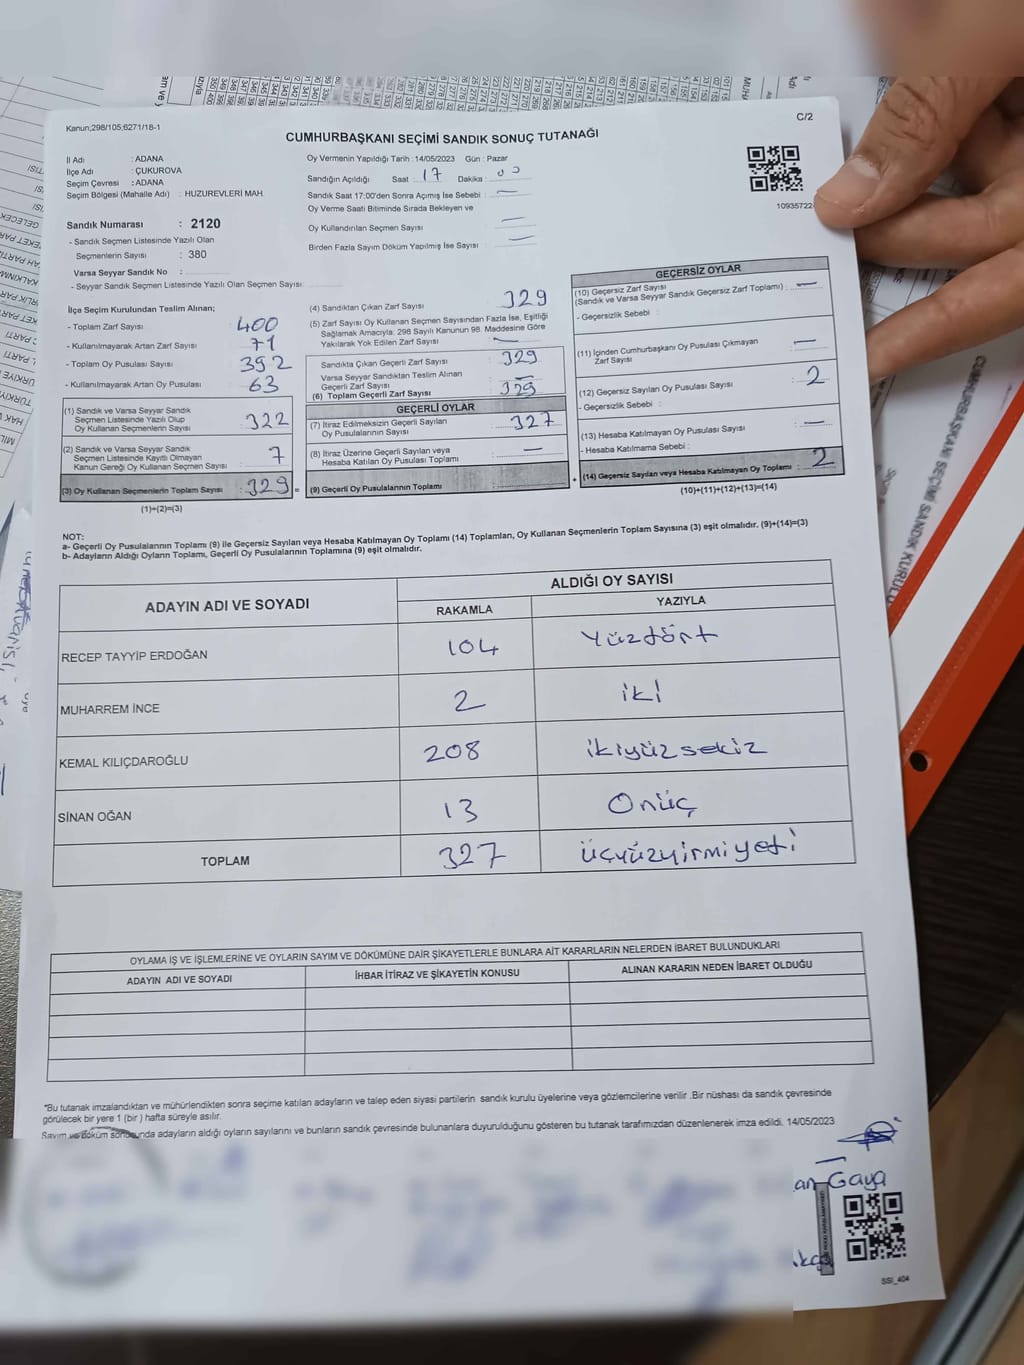 C/2
Kanun;298/105;6271/18-1
CUMHURBAŞKANI SEÇİMİ SANDIK SONUÇ TUTANAĞI
İl Adı : ADANA
İlçe Adı : ÇUKUROVA
Seçim Çevresi : ADANA
Seçim Bölgesi (Mahalle Adı) : HUZUREVLERİ MAH.
Sandık Numarası : 2120
- Sandık Seçmen Listesinde Yazılı Olan
Seçmenlerin Sayısı : 380
Varsa Seyyar Sandık No :
- Seyyar Sandık Seçmen Listesinde Yazılı Olan Seçmen Sayısı:
Oy Vermenin Yapıldığı Tarih : 14/05/2023 Gün : Pazar
Sandığın Açıldığı Saat : 17 Dakika : 00
Sandık Saat 17:00'den Sonra Açımış İse Sebebi : —
Oy Verme Saati Bitiminde Sırada Bekleyen ve
Oy Kullandırılan Seçmen Sayısı : —
Birden Fazla Sayım Döküm Yapılmış İse Sayısı : —
10935722
İlçe Seçim Kurulundan Teslim Alınan;
- Toplam Zarf Sayısı : 400
- Kullanılmayarak Artan Zarf Sayısı : 71
- Toplam Oy Pusulası Sayısı : 392
- Kullanılmayarak Artan Oy Pusulası : 63
(1) Sandık ve Varsa Seyyar Sandık
Seçmen Listesinde Yazılı Olup
Oy Kullanan Seçmenlerin Sayısı : 322
(2) Sandık ve Varsa Seyyar Sandık
Seçmen Listesinde Kayıtlı Olmayan
Kanun Gereği Oy Kullanan Seçmen Sayısı : 7
(3) Oy Kullanan Seçmenlerin Toplam Sayısı : 329 =
(1)+(2)=(3)
(4) Sandıktan Çıkan Zarf Sayısı : 329
(5) Zarf Sayısı Oy Kullanan Seçmen Sayısından Fazla İse, Eşitliği
Sağlamak Amacıyla; 298 Sayılı Kanunun 98. Maddesine Göre
Yakılarak Yok Edilen Zarf Sayısı : —
Sandıkta Çıkan Geçerli Zarf Sayısı : 329
Varsa Seyyar Sandıktan Teslim Alınan
Geçerli Zarf Sayısı : —
(6) Toplam Geçerli Zarf Sayısı : 329
GEÇERLİ OYLAR
(7) İtiraz Edilmeksizin Geçerli Sayılan
Oy Pusulalarının Sayısı : 327
(8) İtiraz Üzerine Geçerli Sayılan veya
Hesaba Katılan Oy Pusulası Toplamı : —
(9) Geçerli Oy Pusulalarının Toplamı : +
GEÇERSİZ OYLAR
(10) Geçersiz Zarf Sayısı
(Sandık ve Varsa Seyyar Sandık Geçersiz Zarf Toplamı) : —
- Geçersizlik Sebebi :
(11) İçinden Cumhurbaşkanı Oy Pusulası Çıkmayan
Zarf Sayısı : —
(12) Geçersiz Sayılan Oy Pusulası Sayısı : 2
- Geçersizlik Sebebi :
(13) Hesaba Katılmayan Oy Pusulası Sayısı : —
- Hesaba Katılmama Sebebi :
(14) Geçersiz Sayılan veya Hesaba Katılmayan Oy Toplamı : 2
(10)+(11)+(12)+(13)=(14)
NOT:
a- Geçerli Oy Pusulalarının Toplamı (9) ile Geçersiz Sayılan veya Hesaba Katılmayan Oy Toplamı (14) Toplamları, Oy Kullanan Seçmenlerin Toplam Sayısına (3) eşit olmalıdır. (9)+(14)=(3)
b- Adayların Aldığı Oyların Toplamı, Geçerli Oy Pusulalarının Toplamına (9) eşit olmalıdır.
ADAYIN ADI VE SOYADI
ALDIĞI OY SAYISI
RAKAMLA YAZIYLA
RECEP TAYYİP ERDOĞAN 104 Yüzdört
MUHARREM İNCE 2 iki
KEMAL KILIÇDAROĞLU 208 ikiyüzsekiz
SİNAN OĞAN 13 Onüç
TOPLAM 327 üçyüzyirmiyedi
OYLAMA İŞ VE İŞLEMLERİNE VE OYLARIN SAYIM VE DÖKÜMÜNE DAİR ŞİKAYETLERLE BUNLARA AİT KARARLARIN NELERDEN İBARET BULUNDUKLARI
ADAYIN ADI VE SOYADI İHBAR İTİRAZ VE ŞİKAYETİN KONUSU ALINAN KARARIN NEDEN İBARET OLDUĞU
*Bu tutanak imzalandıktan ve mühürlendikten sonra seçime katılan adayların ve talep eden siyasi partilerin sandık kurulu üyelerine veya gözlemcilerine verilir .Bir nüshası da sandık çevresinde
görülecek bir yere 1 (bir ) hafta süreyle asılır.
Sayım ve döküm sonucunda adayların aldığı oyların sayılarını ve bunların sandık çevresinde bulunanlara duyurulduğunu gösteren bu tutanak tarafımızdan düzenlenerek imza edildi. 14/05/2023
an Gaya
SSI_404
CUMHURBAŞKANI SEÇİMİ SANDIK KURULU